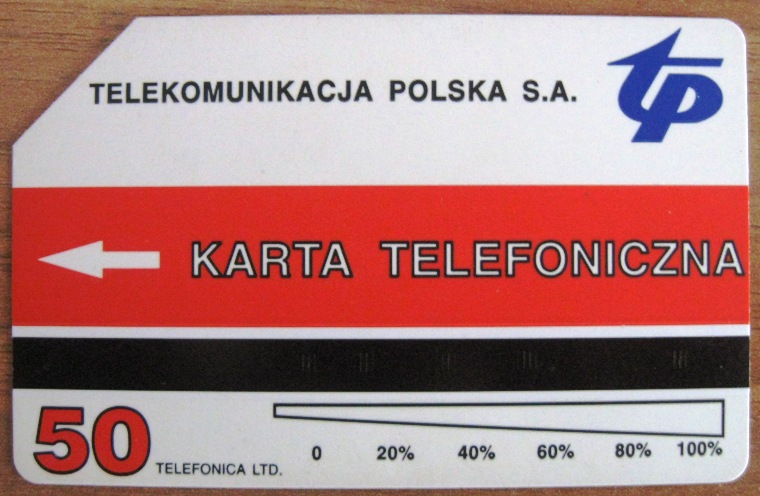 TELEKOMUNIKACJA POLSKA S.A.
tp
KARTA TELEFONICZNA
50 TELEFONICA LTD.
0 20% 40% 60% 80% 100%